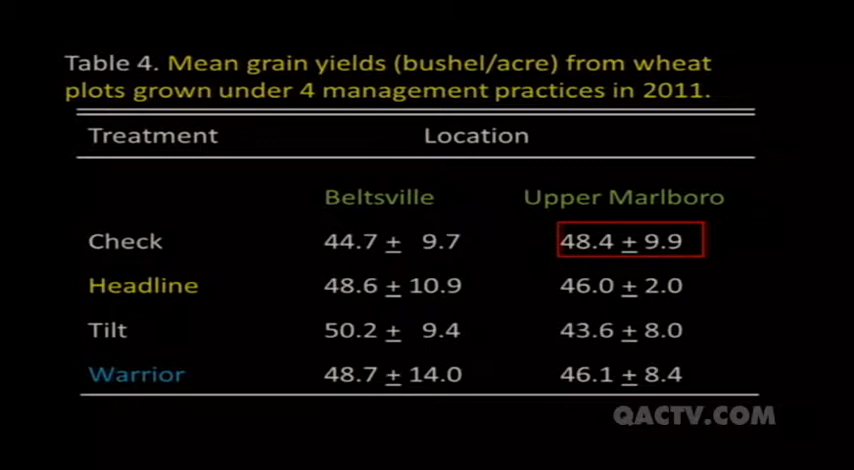 Table 4. Mean grain yields (bushel/acre) from wheat
plots grown under 4 management practices in 2011.
Treatment Location
Beltsville Upper Marlboro
Check 44.7 ± 9.7 48.4 ± 9.9
Headline 48.6 ± 10.9 46.0 ± 2.0
Tilt 50.2 ± 9.4 43.6 ± 8.0
Warrior 48.7 ± 14.0 46.1 ± 8.4
QACTV.COM